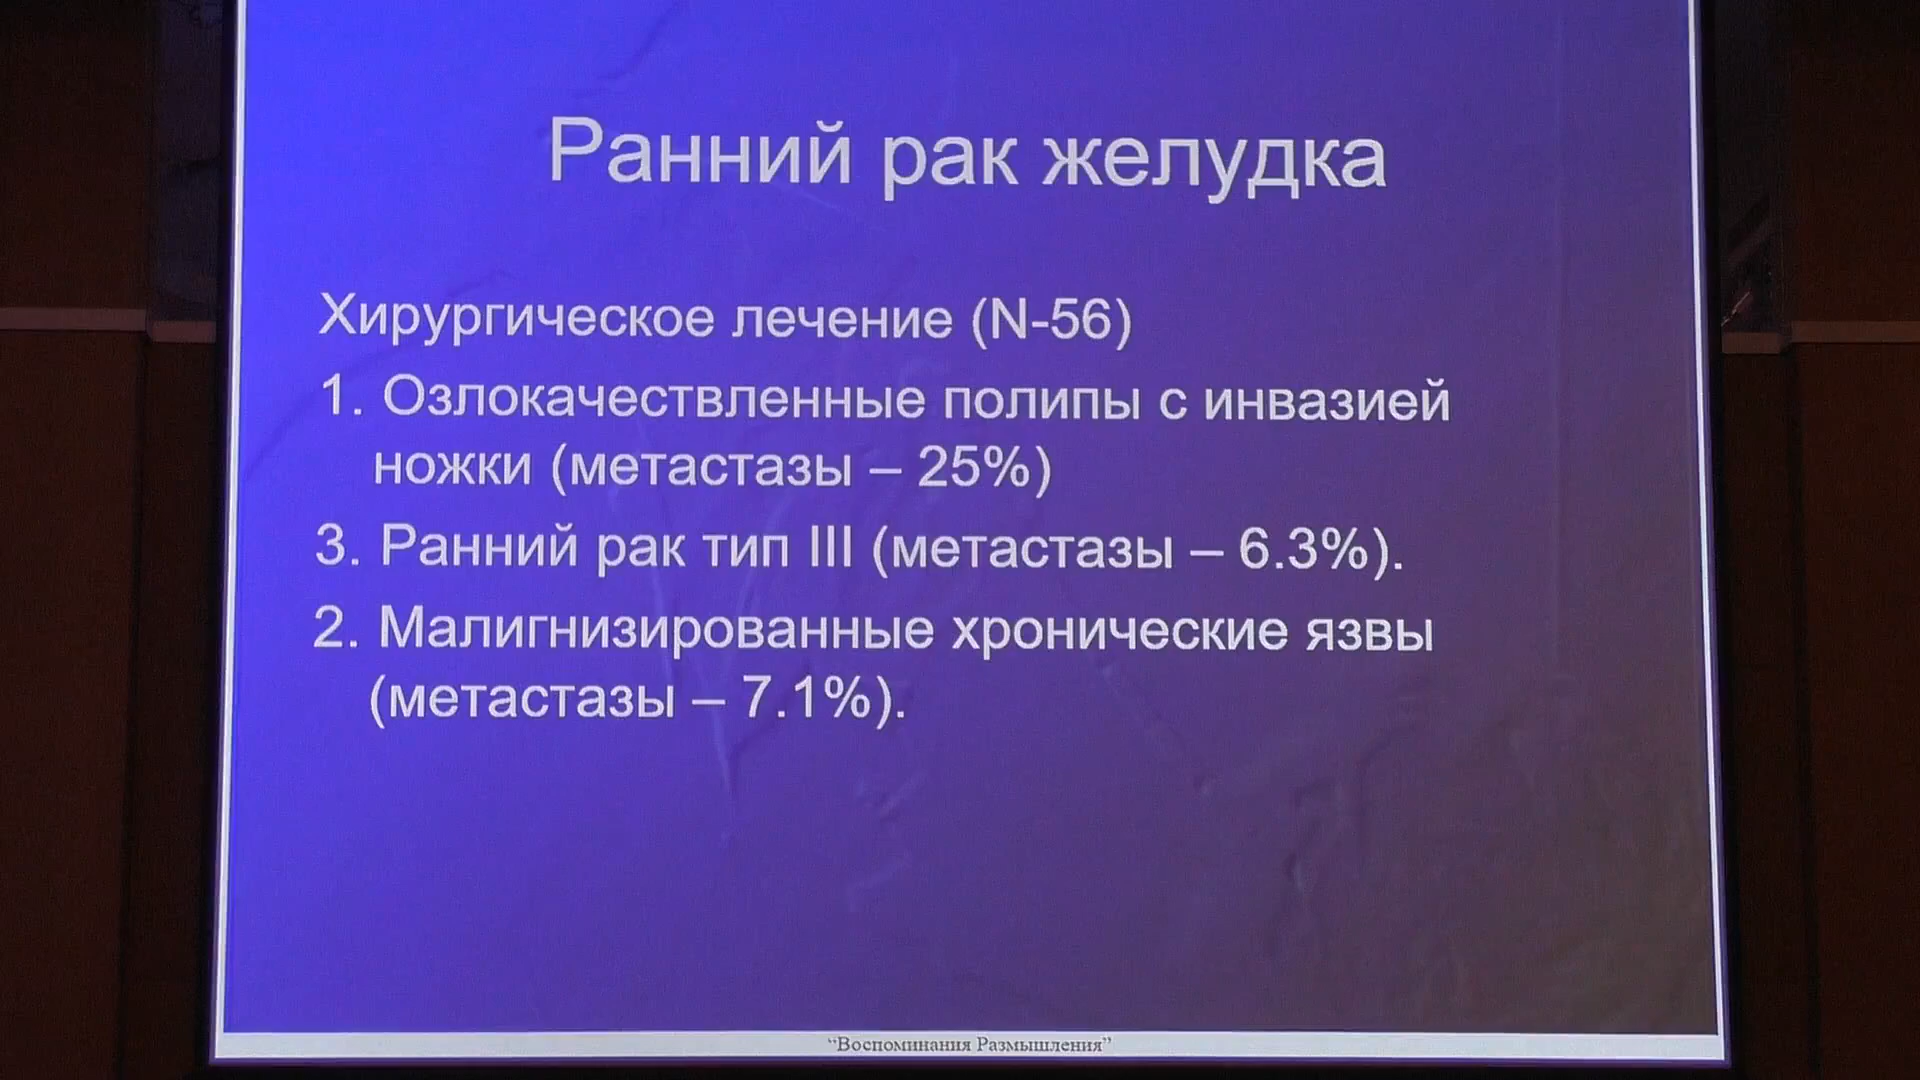 Ранний рак желудка
Хирургическое лечение (N-56)
1. Озлокачествленные полипы с инвазией
ножки (метастазы – 25%)
3. Ранний рак тип III (метастазы – 6.3%).
2. Малигнизированные хронические язвы
(метастазы – 7.1%).
“Воспоминания Размышления”